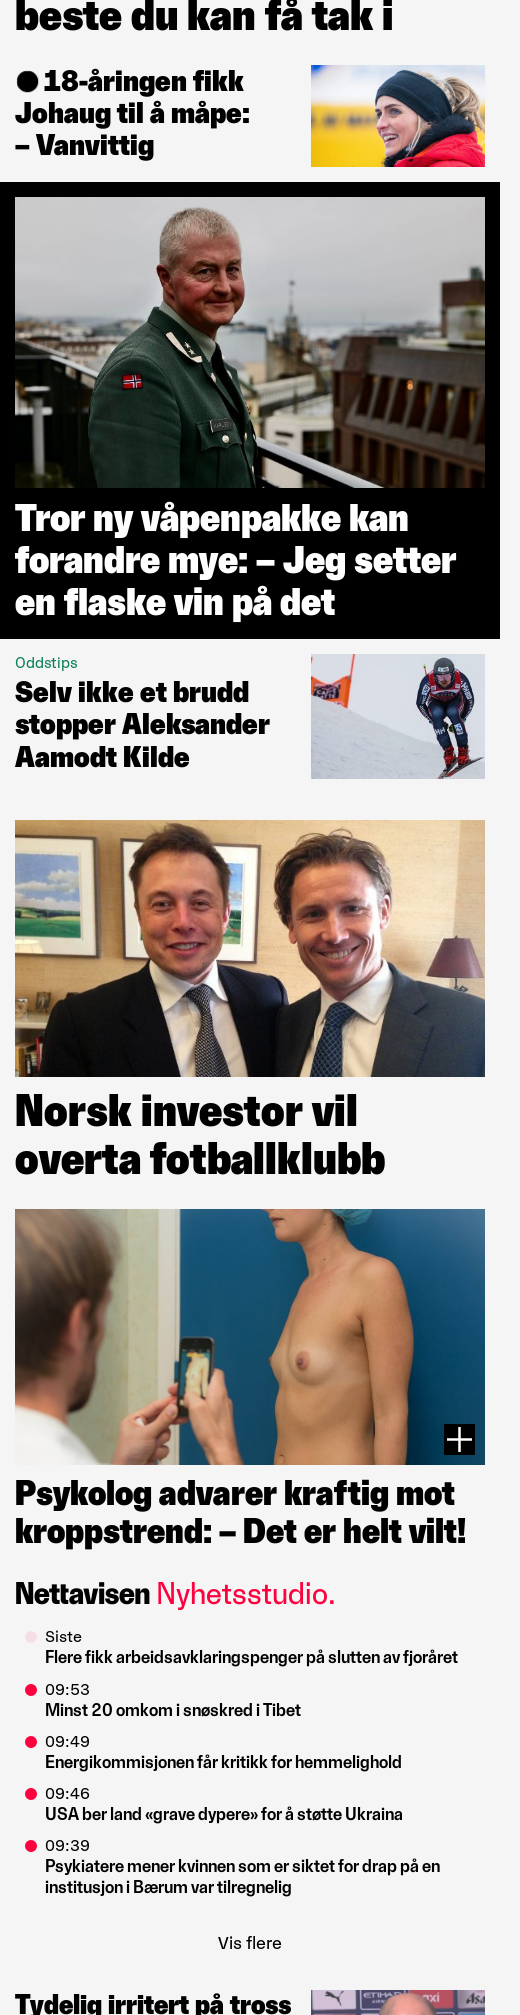 beste du kan få tak i
18-åringen fikk
Johaug til å måpe:
– Vanvittig
Tror ny våpenpakke kan
forandre mye: – Jeg setter
en flaske vin på det
Oddstips
Selv ikke et brudd
stopper Aleksander
Aamodt Kilde
Norsk investor vil
overta fotballklubb
Psykolog advarer kraftig mot
kroppstrend: – Det er helt vilt!
Nettavisen Nyhetsstudio.
Siste
Flere fikk arbeidsavklaringspenger på slutten av fjoråret
09:53
Minst 20 omkom i snøskred i Tibet
09:49
Energikommisjonen får kritikk for hemmelighold
09:46
USA ber land «grave dypere» for å støtte Ukraina
09:39
Psykiatere mener kvinnen som er siktet for drap på en
institusjon i Bærum var tilregnelig
Vis flere
Tydelig irritert på tross